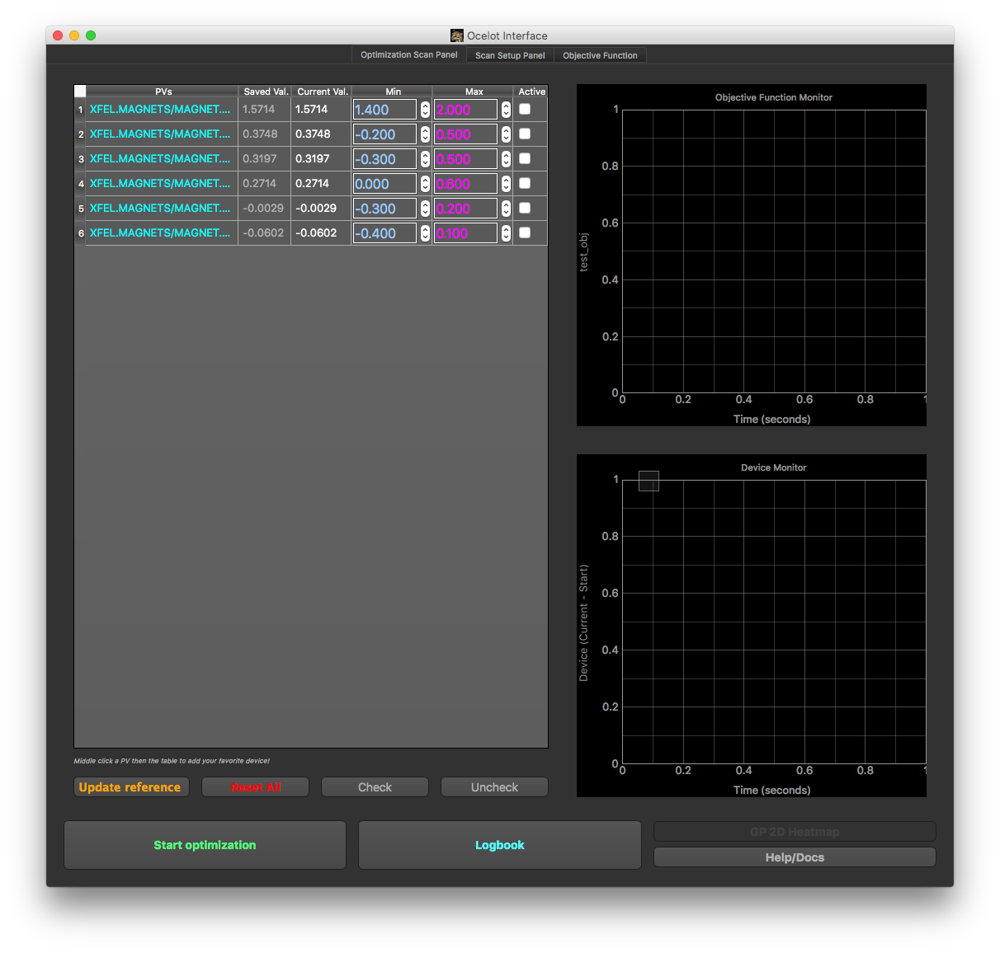 Ocelot Interface
Optimization Scan Panel Scan Setup Panel Objective Function
PVs Saved Val. Current Val. Min Max Active
1 XFEL.MAGNETS/MAGNET.... 1.5714 1.5714 1.400 2.000
2 XFEL.MAGNETS/MAGNET.... 0.3748 0.3748 -0.200 0.500
3 XFEL.MAGNETS/MAGNET.... 0.3197 0.3197 -0.300 0.500
4 XFEL.MAGNETS/MAGNET.... 0.2714 0.2714 0.000 0.600
5 XFEL.MAGNETS/MAGNET.... -0.0029 -0.0029 -0.300 0.200
6 XFEL.MAGNETS/MAGNET.... -0.0602 -0.0602 -0.400 0.100
Middle click a PV then the table to add your favorite device!
Update reference Reset All Check Uncheck
Objective Function Monitor
1
0.8
0.6
0.4
0.2
0
test_obj
0 0.2 0.4 0.6 0.8 1
Time (seconds)
Device Monitor
1
0.8
0.6
0.4
0.2
0
Device (Current - Start)
0 0.2 0.4 0.6 0.8 1
Time (seconds)
Start optimization Logbook
GP 2D Heatmap
Help/Docs